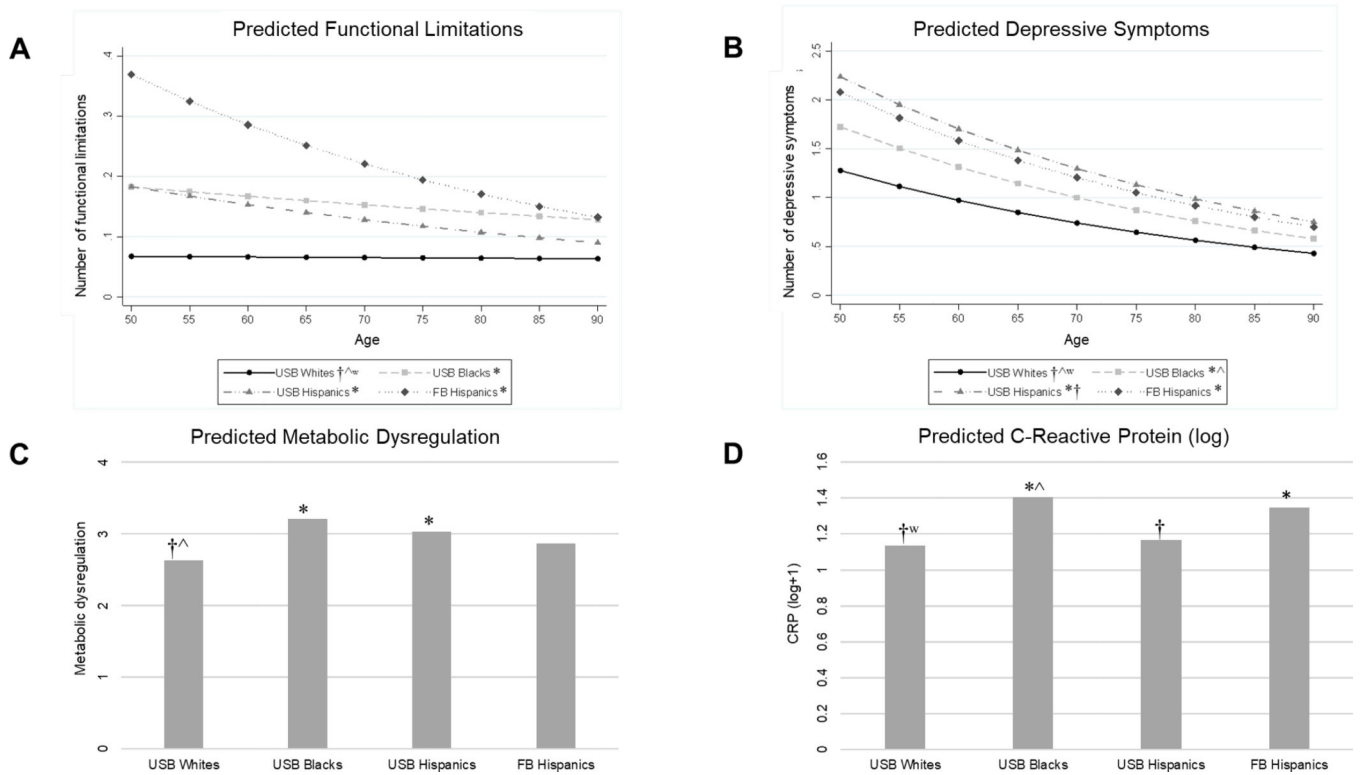 A
Predicted Functional Limitations
Number of functional limitations
.4
.3
.2
.1
0
50 55 60 65 70 75 80 85 90
Age
USB Whites †^w USB Blacks *
USB Hispanics * FB Hispanics *
B
Predicted Depressive Symptoms
Number of depressive symptoms
2.5
2
1.5
1
.5
0
50 55 60 65 70 75 80 85 90
Age
USB Whites †^w USB Blacks *^
USB Hispanics *† FB Hispanics *
C
Predicted Metabolic Dysregulation
Metabolic dysregulation
4
3
2
1
0
†^
*
*
USB Whites USB Blacks USB Hispanics FB Hispanics
D
Predicted C-Reactive Protein (log)
CRP (log+1)
1.6
1.4
1.2
1
0.8
0.6
0.4
0.2
0
†w
*^
†
*
USB Whites USB Blacks USB Hispanics FB Hispanics